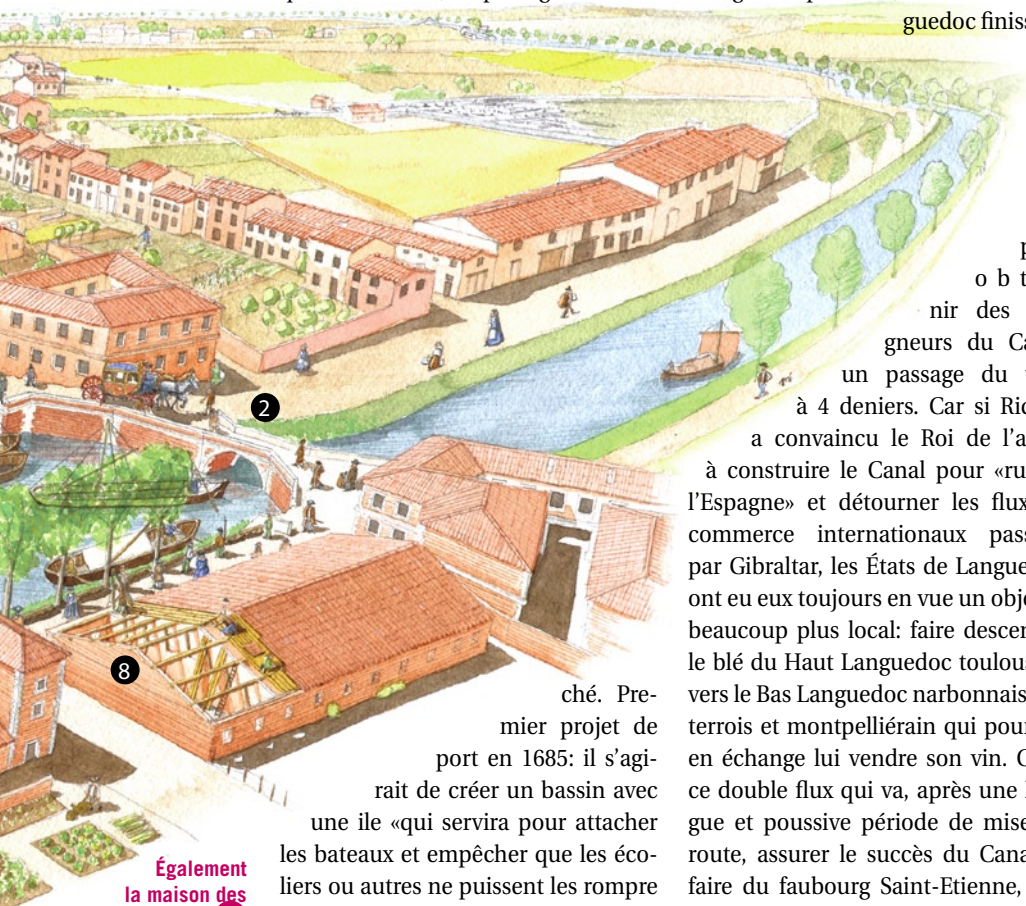 2
8
ché. Pre-
mier projet de
port en 1685: il s'agi-
rait de créer un bassin avec
une ile «qui servira pour attacher
les bateaux et empêcher que les éco-
liers ou autres ne puissent les rompre
Également
la maison des
guedoc finiss
p
o b t
nir des
gneurs du Ca
un passage du
à 4 deniers. Car si Ri
a convaincu le Roi de l'a
à construire le Canal pour «ru
l'Espagne» et détourner les flux
commerce internationaux pass
par Gibraltar, les États de Langue
ont eu eux toujours en vue un obje
beaucoup plus local: faire descen
le blé du Haut Languedoc toulous
vers le Bas Languedoc narbonnais
terrois et montpelliérain qui pour
en échange lui vendre son vin.
ce double flux qui va, après une
gue et poussive période de mise
route, assurer le succès du Cana
faire du faubourg Saint-Etienne,